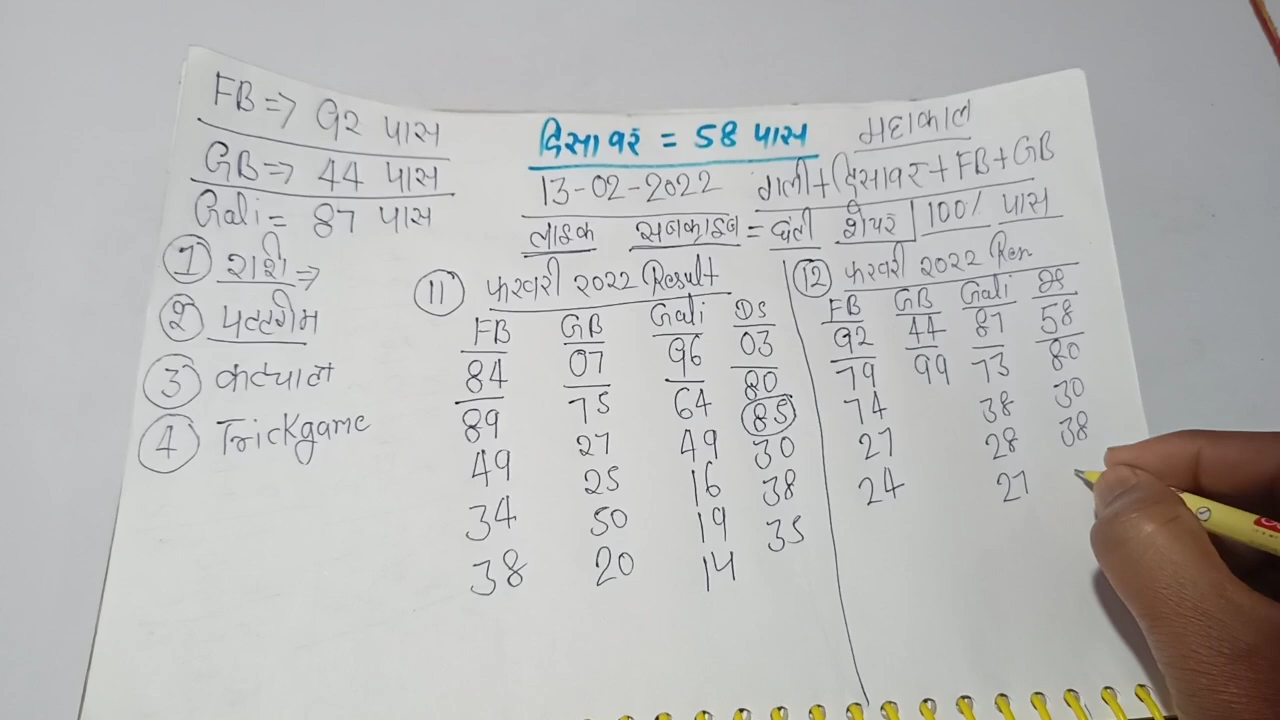 FB=> 92 पास
GB=> 44 पास
Gali= 87 पास
दिसावर = 58 पास
13-02-2022
महाकाल
गली+दिसावर+FB+GB
लाइक सबक्राइब = घंती शेयर | 100% पास
① राशी =>
② पत्तीगेम
③ कल्याल
④ Trickgame
⑪ फरवरी 2022 Result
FB GB Gali DS
84 07 96 03
89 75 64 80
49 27 49 85
34 25 16 30
38 50 19 38
20 14 35
⑫ फरवरी 2022 Ren
FB GB Gali DS
92 44 87 58
79 99 73 80
74 38 30
27 28 38
24 27